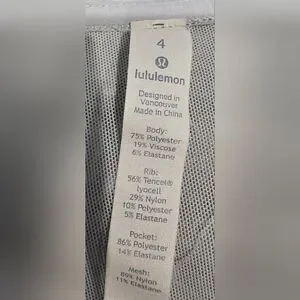 4
lululemon
Designed in
Vancouver
Made in China
Body:
75% Polyester
19% Viscose
6% Elastane
Rib:
56% Tencel®
lyocell
29% Nylon
10% Polyester
5% Elastane
Pocket:
86% Polyester
14% Elastane
Mesh:
89% Nylon
11% Elastane